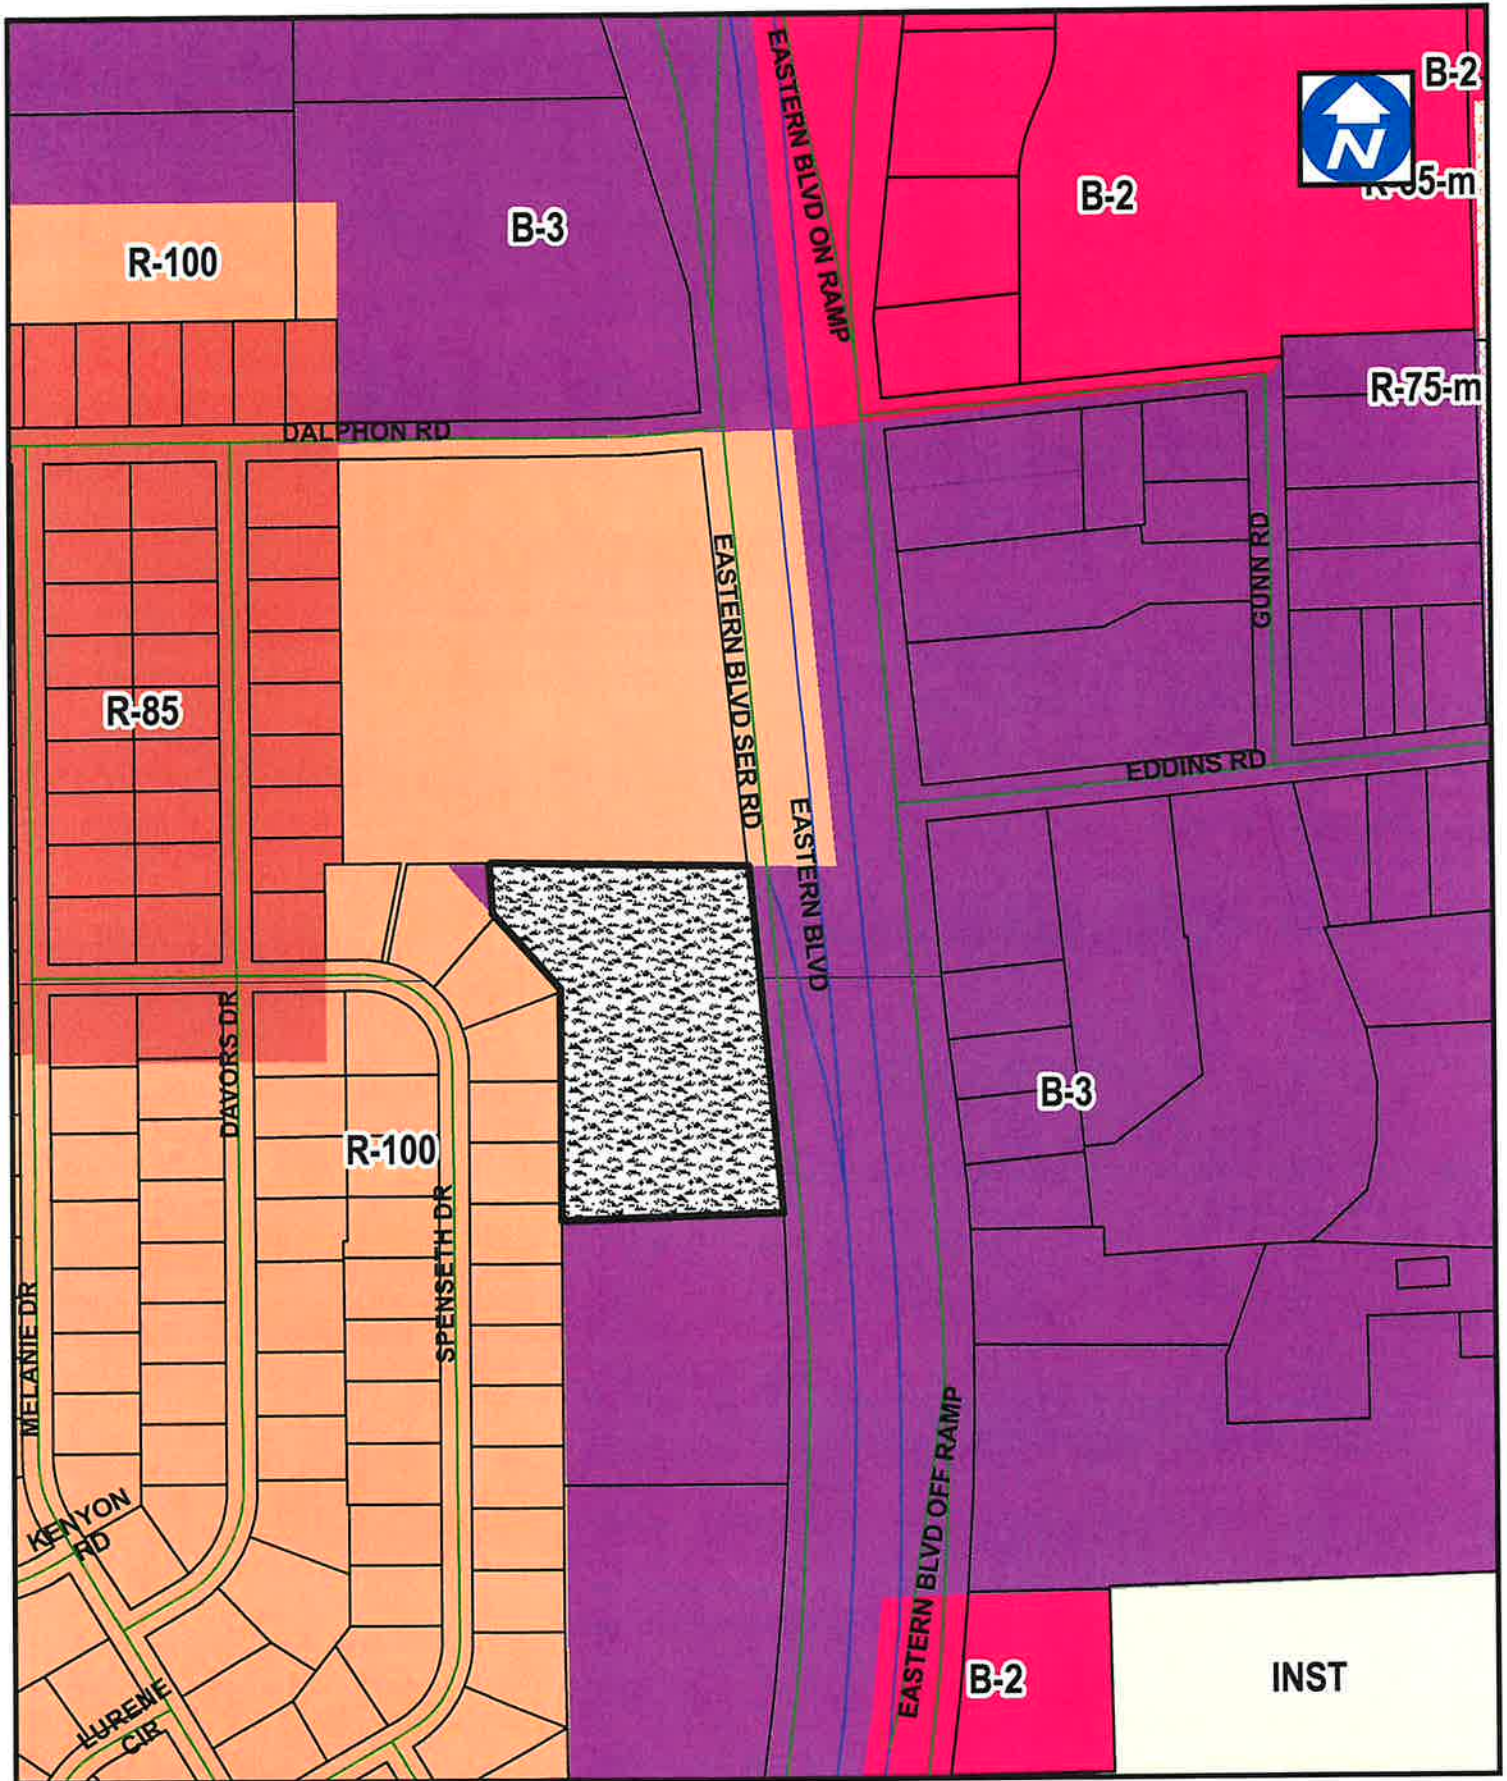 B-2
EASTERN BLVD ON RAMP
N
B-2
B-3
R-100
R-75-m
DALPHON RD
EASTERN BLVD SER RD
GUNN RD
R-85
EDDINS RD
EASTERN BLVD
DAVORS DR
B-3
R-100
SPENSETH DR
MELANIE DR
EASTERN BLVD OFF RAMP
KENYON
RD
B-2
INST
LURENE
CIR